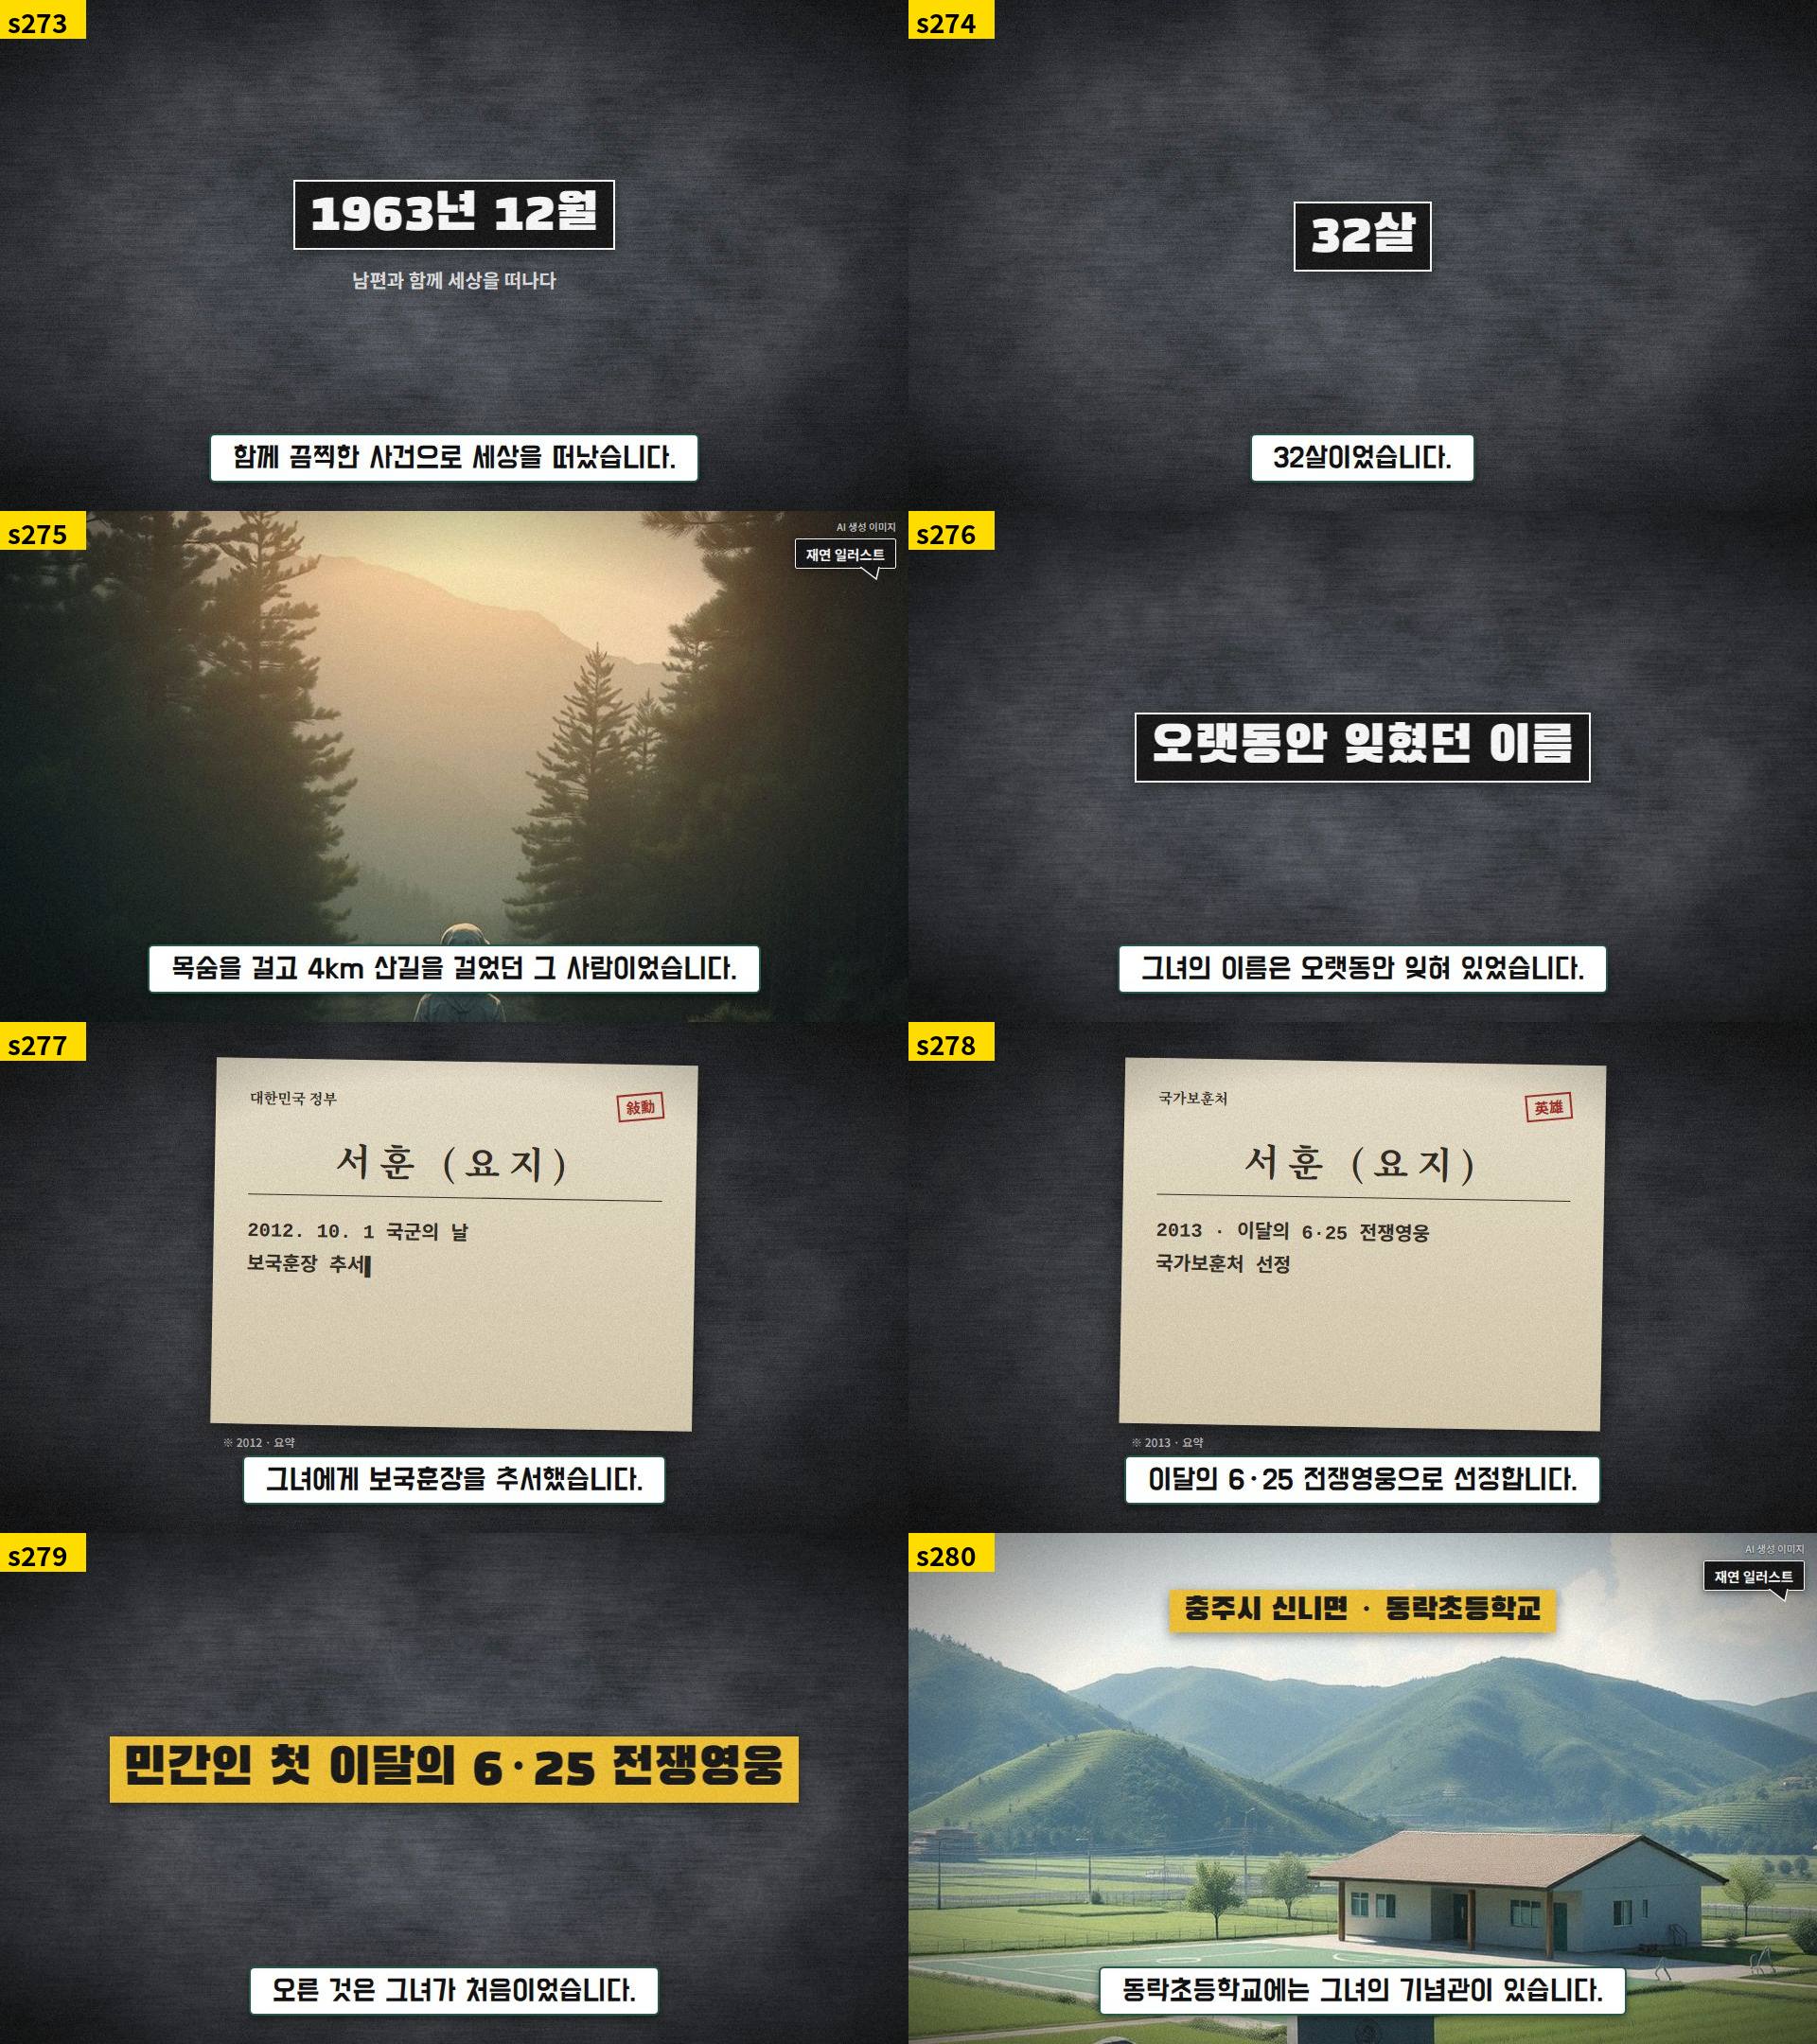 s273
1963년 12월
남편과 함께 세상을 떠나다
함께 끔찍한 사건으로 세상을 떠났습니다.
s274
32살
32살이었습니다.
s275
AI 생성 이미지
재연 일러스트
목숨을 걸고 4km 산길을 걸었던 그 사람이었습니다.
s276
오랫동안 잊혔던 이름
그녀의 이름은 오랫동안 잊혀 있었습니다.
s277
대한민국 정부
敍勳
서훈 (요지)
2012. 10. 1 국군의 날
보국훈장 추서
※ 2012 · 요약
그녀에게 보국훈장을 추서했습니다.
s278
국가보훈처
英雄
서훈 (요지)
2013 · 이달의 6·25 전쟁영웅
국가보훈처 선정
※ 2013 · 요약
이달의 6·25 전쟁영웅으로 선정합니다.
s279
민간인 첫 이달의 6·25 전쟁영웅
오른 것은 그녀가 처음이었습니다.
s280
AI 생성 이미지
재연 일러스트
충주시 신니면 · 동락초등학교
동락초등학교에는 그녀의 기념관이 있습니다.